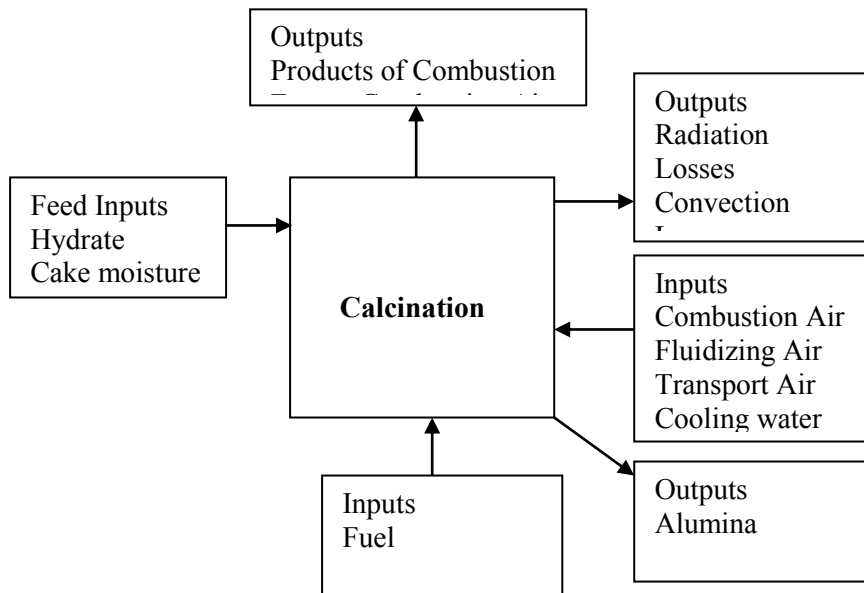 Outputs
Products of Combustion
Outputs
Radiation
Losses
Convection
Feed Inputs
Hydrate
Cake moisture
Calcination
Inputs
Combustion Air
Fluidizing Air
Transport Air
Cooling water
Inputs
Fuel
Outputs
Alumina